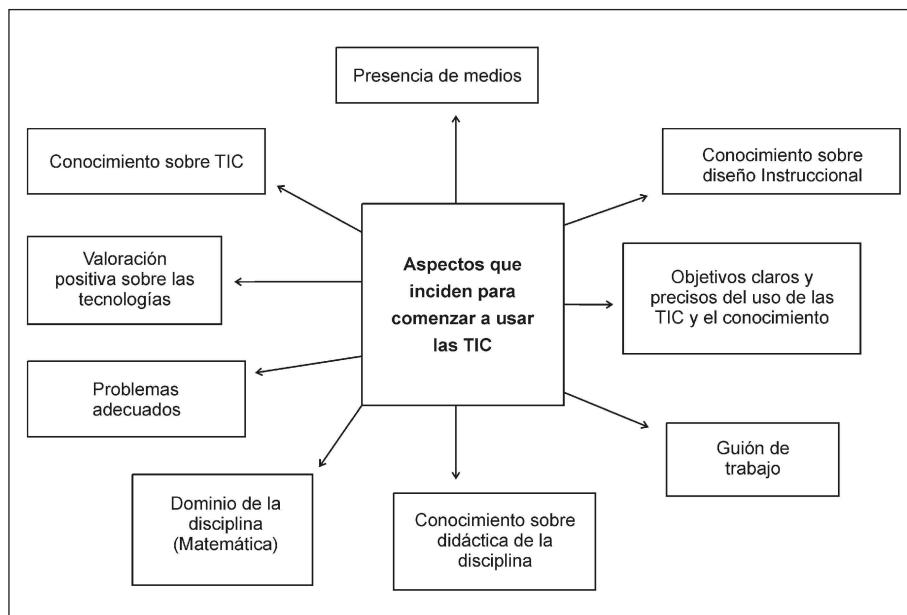 Presencia de medios
Conocimiento sobre TIC
Conocimiento sobre
diseño Instruccional
Valoración
positiva sobre las
tecnologías
Aspectos que
inciden para
comenzar a usar
las TIC
Objetivos claros y
precisos del uso de las
TIC y el conocimiento
Problemas
adecuados
Guión de
trabajo
Dominio de la
disciplina
(Matemática)
Conocimiento sobre
didáctica de la
disciplina